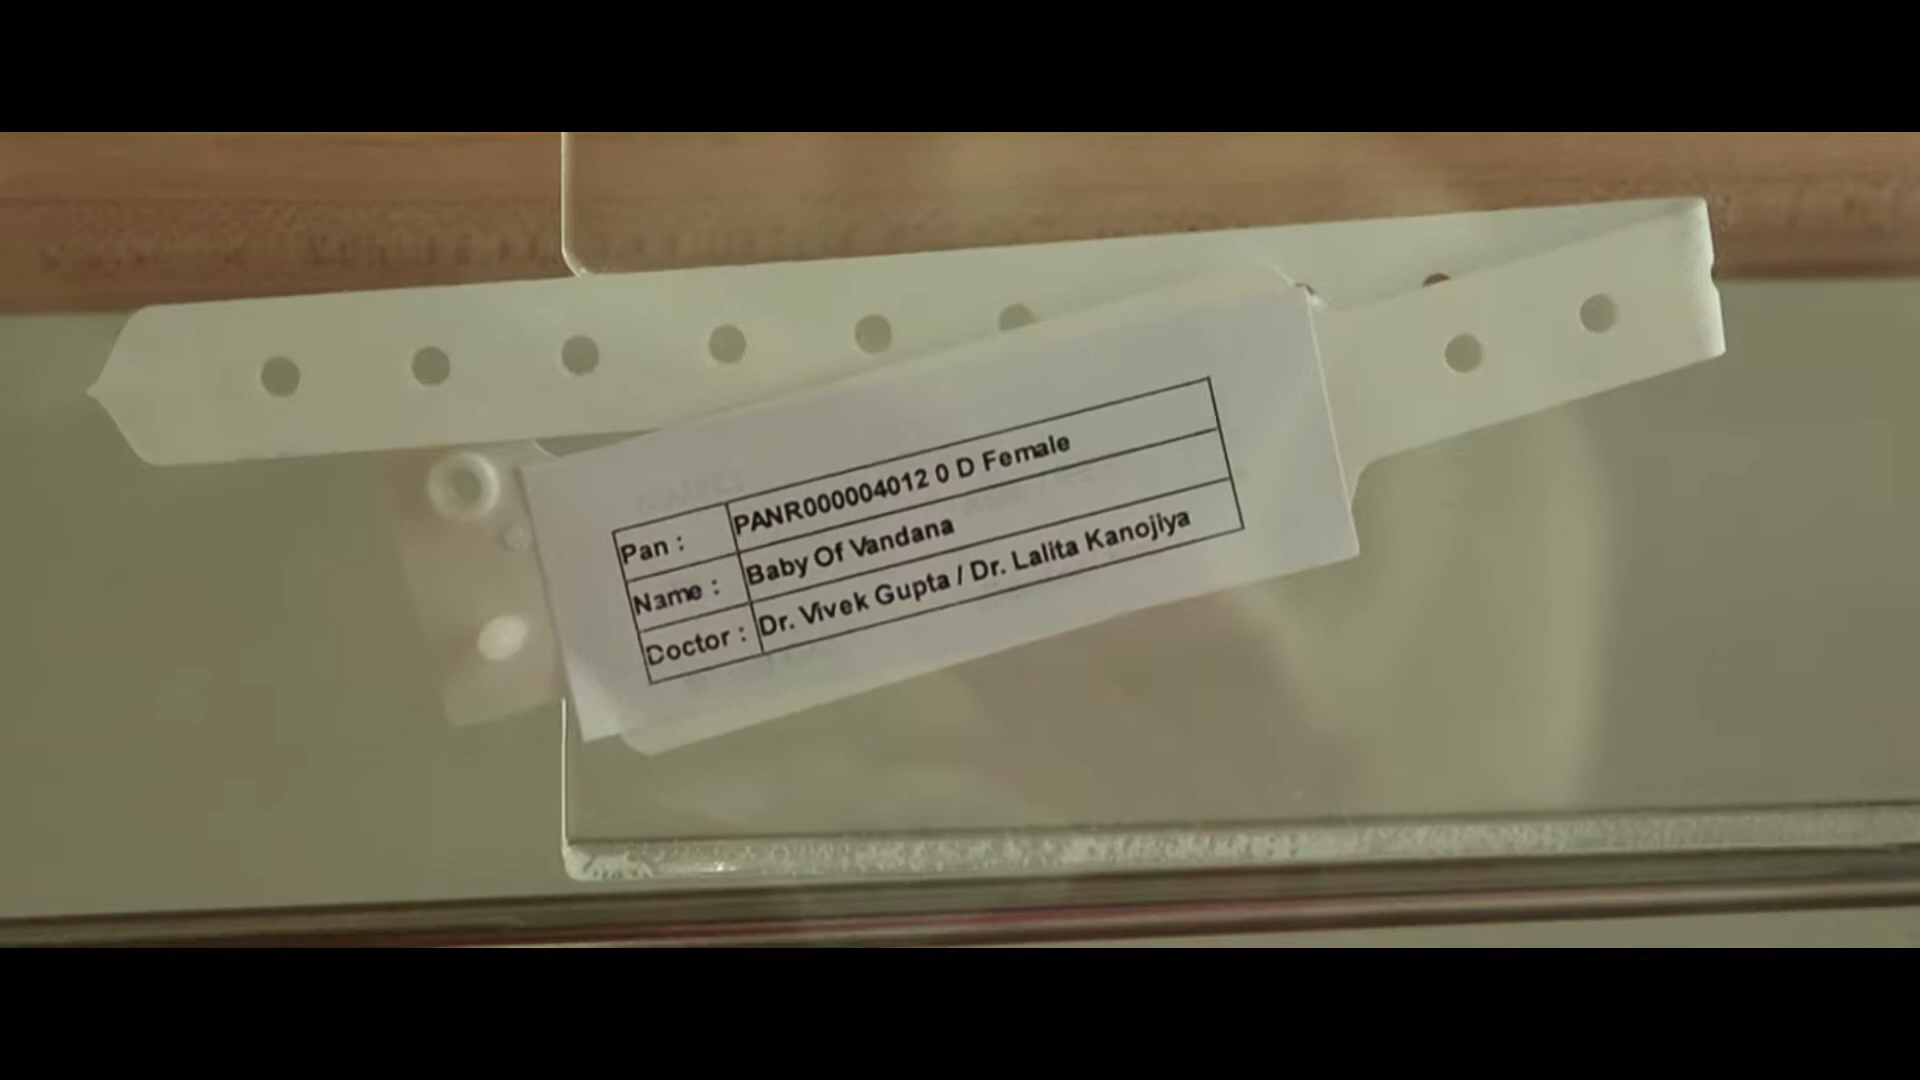 Pan : PANR000004012 0 D Female
Name : Baby Of Vandana
Doctor : Dr. Vivek Gupta / Dr. Lalita Kanojiya